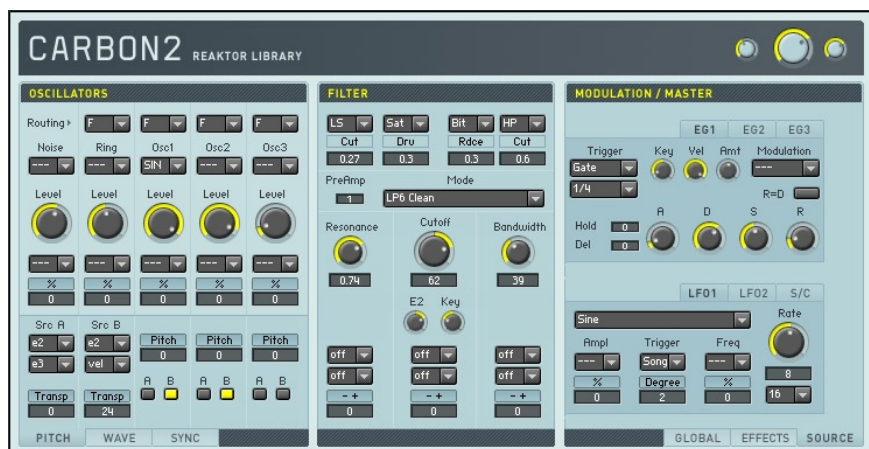 CARBON2 REAKTOR LIBRARY
OSCILLATORS
Routing F F F F
Noise Ring Osc1 Osc2 Osc3
--- --- SIN --- ---
Level Level Level Level Level
--- --- --- --- ---
% % % % %
0 0 0 0 0
Src A Src B
e2 e2 Pitch Pitch Pitch
e3 vel 0 0 0
A B A B A B
Transp Transp
0 24
PITCH WAVE SYNC
FILTER
LS Sat Bit HP
Cut Drv Rdce Cut
0.27 0.3 0.3 0.6
PreAmp Mode
1 LP6 Clean
Resonance Cutoff Bandwidth
0.74 62 39
E2 Key
off off off
off off off
- + - + - +
0 0 0
MODULATION / MASTER
EG1 EG2 EG3
Trigger Key Vel Amt Modulation
Gate ---
1/4 R=D
A D S R
Hold 0
Del 0
LFO1 LFO2 S/C
Sine Rate
Ampl Trigger Freq
--- Song ---
% Degree % 8
0 2 0 16
GLOBAL EFFECTS SOURCE